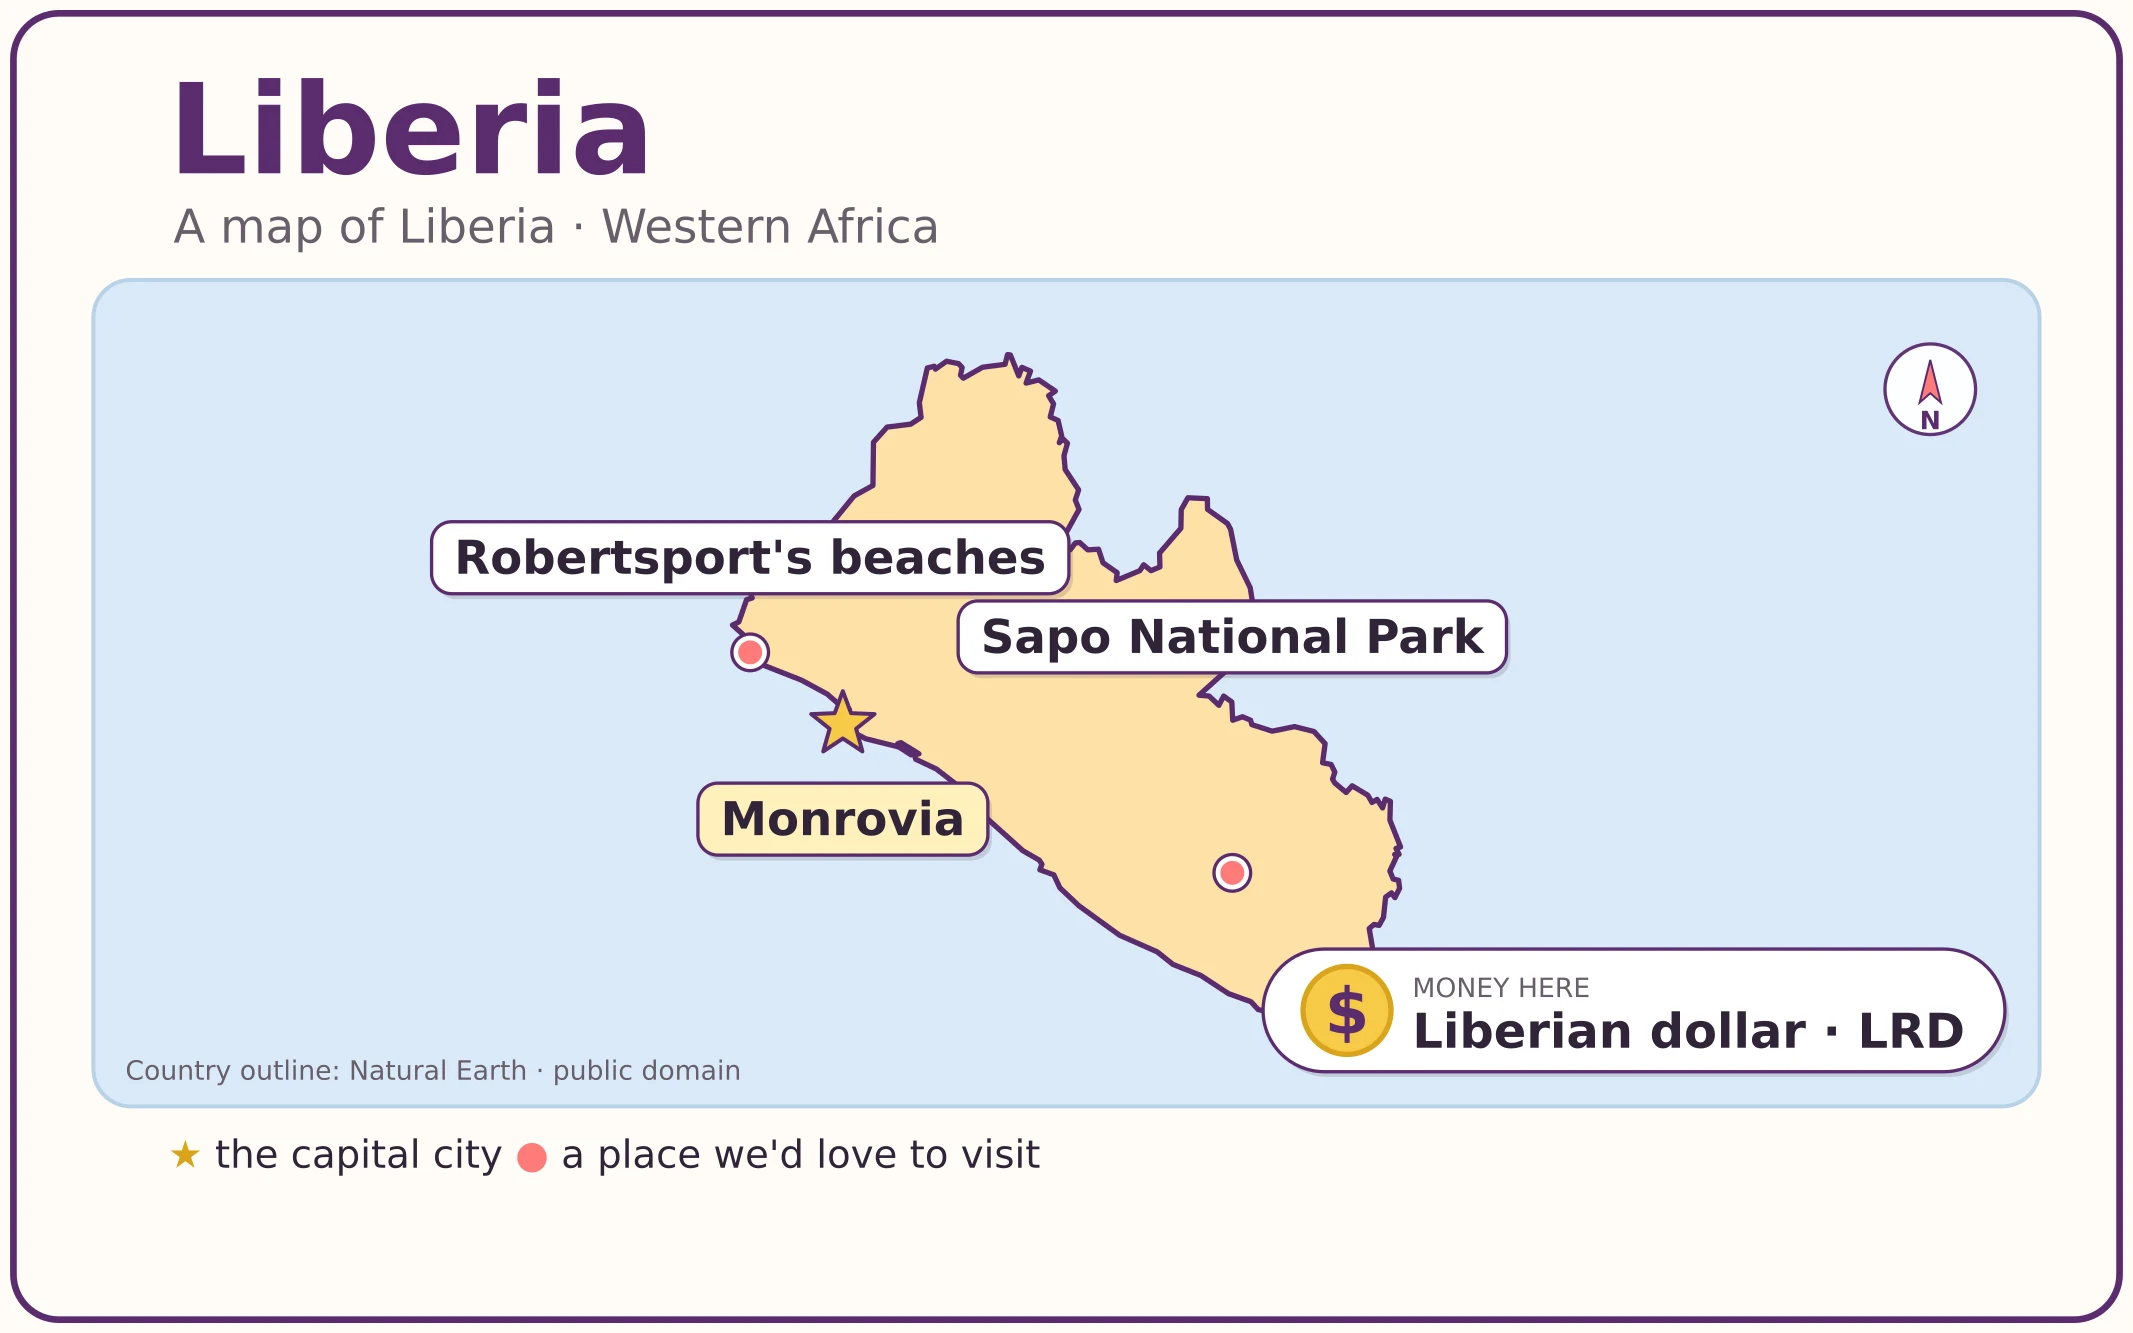 Liberia
A map of Liberia · Western Africa
N
Robertsport's beaches
Sapo National Park
Monrovia
$
MONEY HERE
Liberian dollar · LRD
Country outline: Natural Earth · public domain
★ the capital city ● a place we'd love to visit